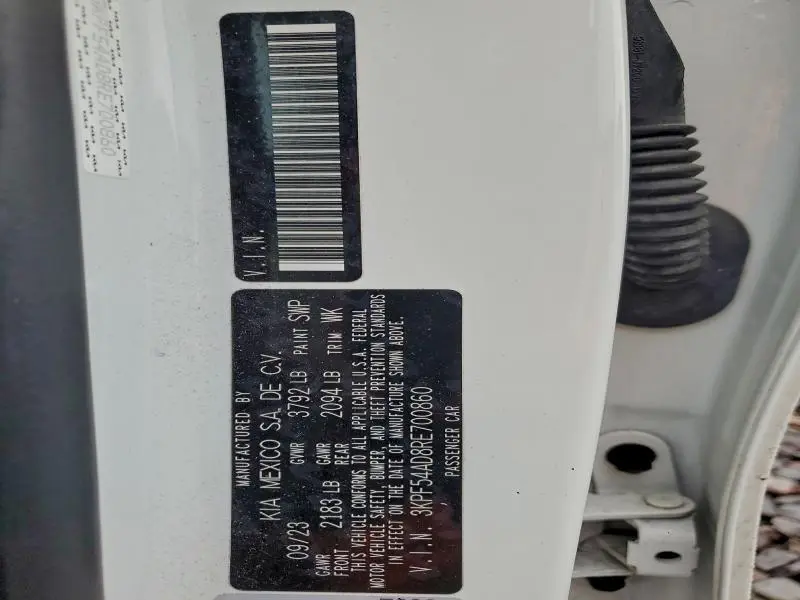 V.I.N.
MANUFACTURED BY
KIA MEXICO S.A. DE C.V.
09/23 GVWR 3792 LB PAINT SWP
GAWR FRONT 2183 LB GAWR REAR 2094 LB TRIM WK
THIS VEHICLE CONFORMS TO ALL APPLICABLE U.S.A. FEDERAL
MOTOR VEHICLE SAFETY, BUMPER, AND THEFT PREVENTION STANDARDS
IN EFFECT ON THE DATE OF MANUFACTURE SHOWN ABOVE.
V.I.N. 3KPF54AD8RE700860
PASSENGER CAR